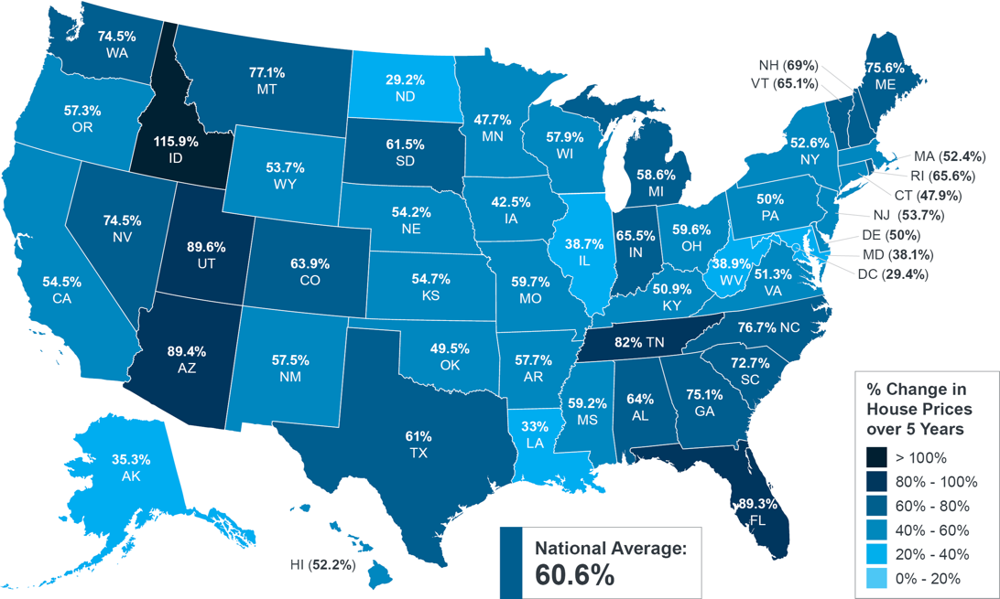 74.5%
WA
57.3%
OR
115.9%
ID
77.1%
MT
29.2%
ND
61.5%
SD
53.7%
WY
54.2%
NE
47.7%
MN
57.9%
WI
58.6%
MI
42.5%
IA
38.7%
IL
65.5%
IN
59.6%
OH
74.5%
NV
89.6%
UT
63.9%
CO
54.7%
KS
59.7%
MO
50.9%
KY
38.9%
WV
51.3%
VA
54.5%
CA
89.4%
AZ
57.5%
NM
49.5%
OK
57.7%
AR
82% TN
76.7% NC
72.7%
SC
61%
TX
33%
LA
59.2%
MS
64%
AL
75.1%
GA
89.3%
FL
35.3%
AK
HI (52.2%)
NH (69%)
VT (65.1%)
75.6%
ME
52.6%
NY
50%
PA
MA (52.4%)
RI (65.6%)
CT (47.9%)
NJ (53.7%)
DE (50%)
MD (38.1%)
DC (29.4%)
National Average:
60.6%
% Change in
House Prices
over 5 Years
> 100%
80% - 100%
60% - 80%
40% - 60%
20% - 40%
0% - 20%